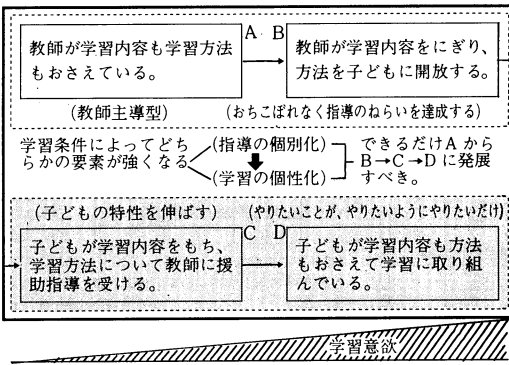 A B
教師が学習内容も学習方法
もおさえている。
教師が学習内容をにぎり、
方法を子どもに開放する。
(教師主導型)
(おちこぼれなく指導のねらいを達成する)
学習条件によってどち
らかの要素が強くなる
(指導の個別化)
(学習の個性化)
できるだけAから
B→C→Dに発展
すべき。
(子どもの特性を伸ばす)
(やりたいことが、やりたいようにやりたいだけ)
C D
子どもが学習内容をもち、
学習方法について教師に援
助指導を受ける。
子どもが学習内容も方法
もおさえて学習に取り組
んでいる。
学習意欲